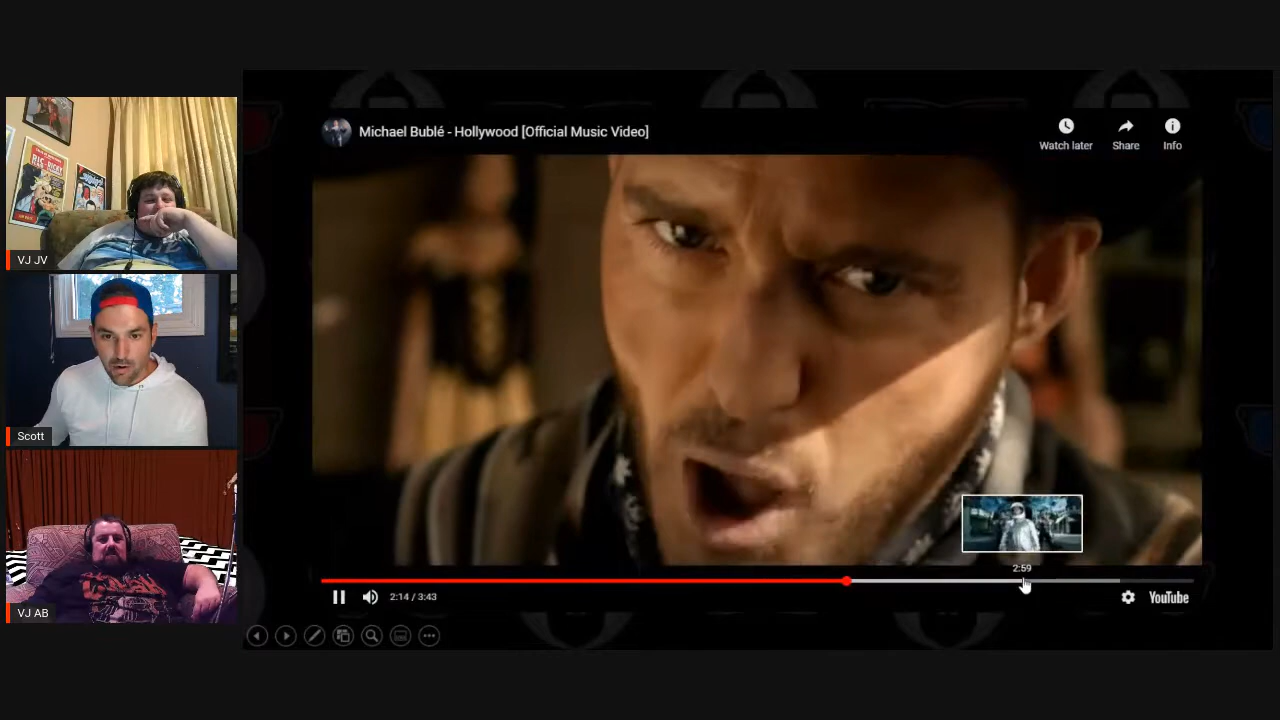 Michael Bublé - Hollywood [Official Music Video]
Watch later
Share
Info
VJ JV
Scott
VJ AB
2:59
2:14 / 3:43
YouTube